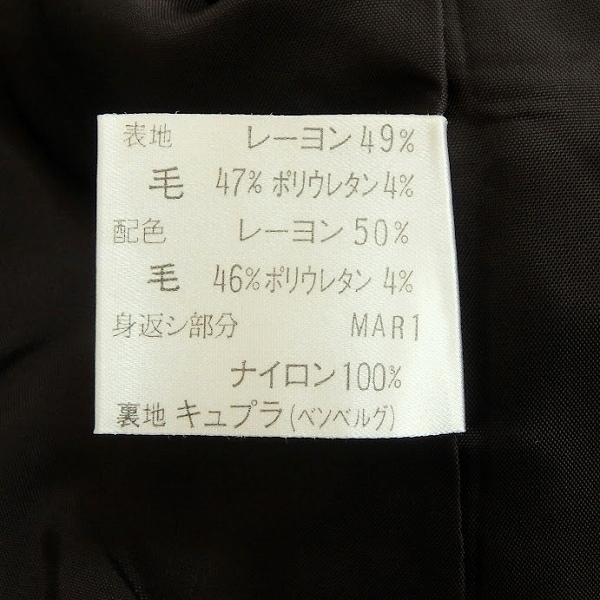 表地 レーヨン49%
毛 47% ポリウレタン4%
配色 レーヨン50%
毛 46% ポリウレタン 4%
身返シ部分 MAR1
ナイロン100%
裏地 キュプラ(ベンベルグ)